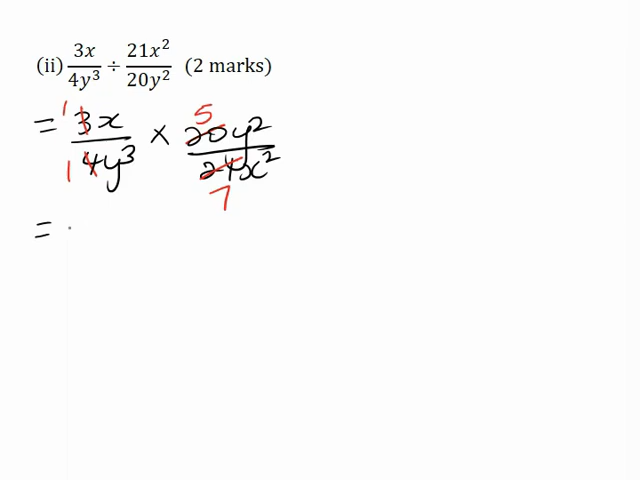 (ii) 3x/4y³ ÷ 21x²/20y² (2 marks)
= 1 3x/1 4y³ × 5 20y²/21x² 7
=